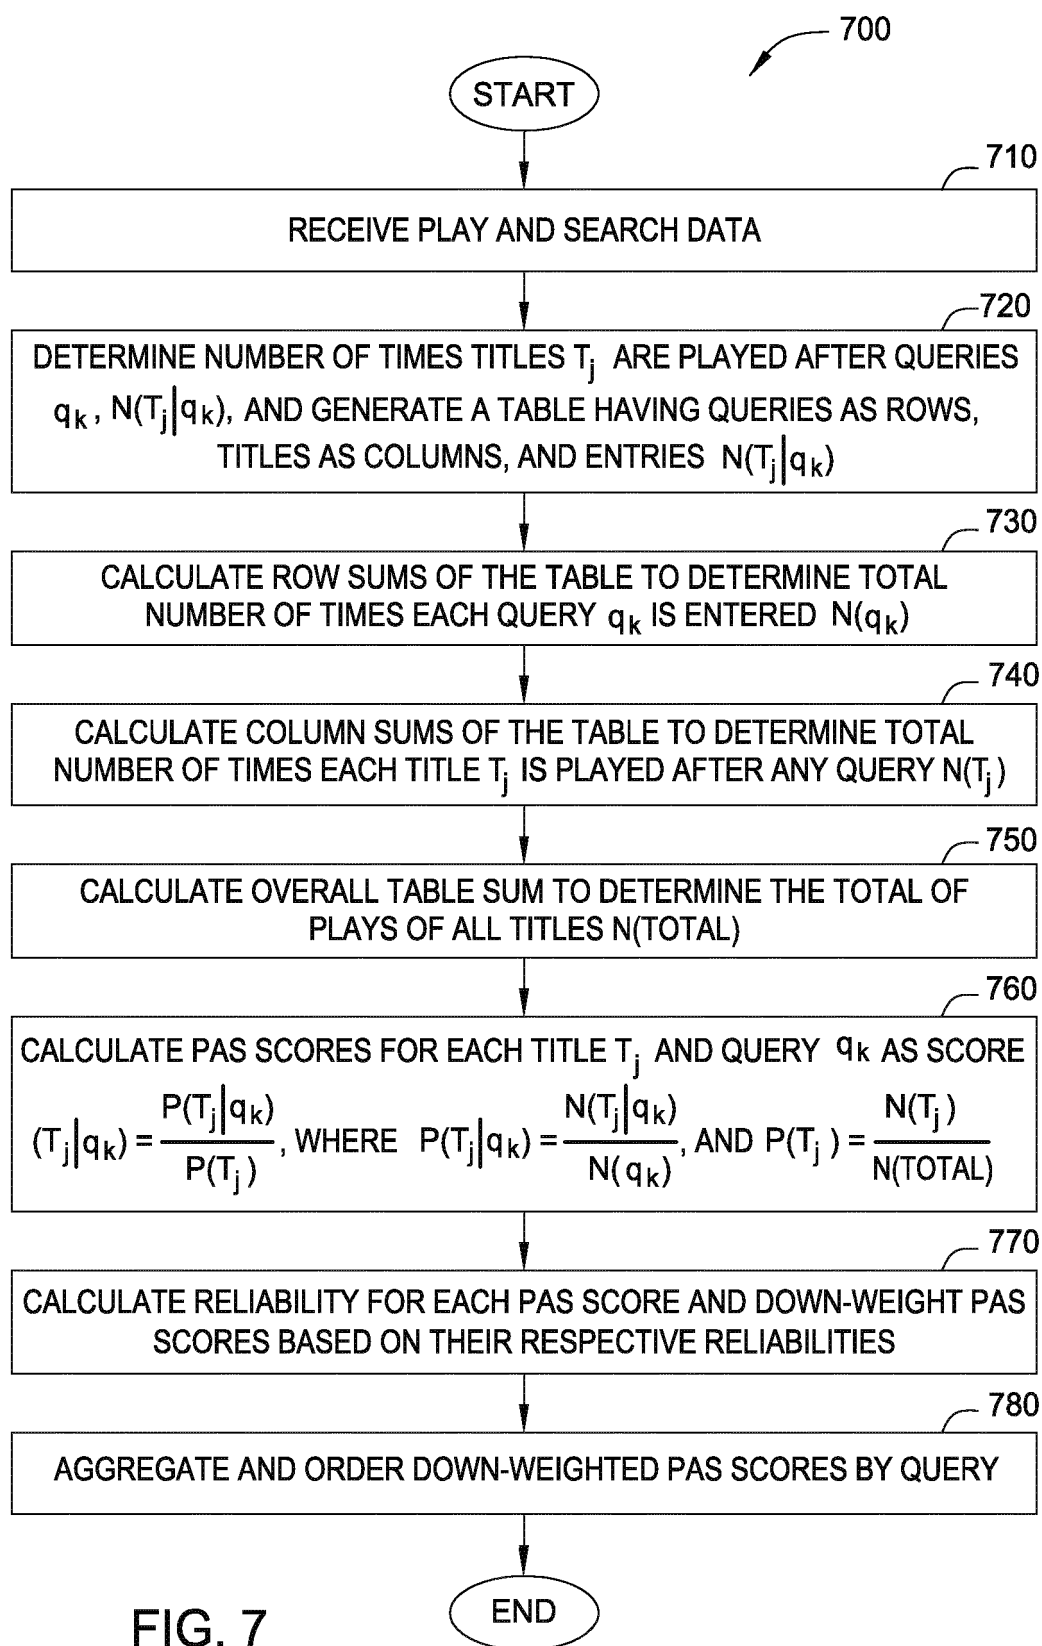 700
START
710
RECEIVE PLAY AND SEARCH DATA
720
DETERMINE NUMBER OF TIMES TITLES Tj ARE PLAYED AFTER QUERIES
qk, N(Tj|qk), AND GENERATE A TABLE HAVING QUERIES AS ROWS,
TITLES AS COLUMNS, AND ENTRIES N(Tj|qk)
730
CALCULATE ROW SUMS OF THE TABLE TO DETERMINE TOTAL
NUMBER OF TIMES EACH QUERY qk IS ENTERED N(qk)
740
CALCULATE COLUMN SUMS OF THE TABLE TO DETERMINE TOTAL
NUMBER OF TIMES EACH TITLE Tj IS PLAYED AFTER ANY QUERY N(Tj)
750
CALCULATE OVERALL TABLE SUM TO DETERMINE THE TOTAL OF
PLAYS OF ALL TITLES N(TOTAL)
760
CALCULATE PAS SCORES FOR EACH TITLE Tj AND QUERY qk AS SCORE
(Tj|qk) = P(Tj|qk) / P(Tj), WHERE P(Tj|qk) = N(Tj|qk) / N(qk), AND P(Tj) = N(Tj) / N(TOTAL)
770
CALCULATE RELIABILITY FOR EACH PAS SCORE AND DOWN-WEIGHT PAS
SCORES BASED ON THEIR RESPECTIVE RELIABILITIES
780
AGGREGATE AND ORDER DOWN-WEIGHTED PAS SCORES BY QUERY
END
FIG. 7